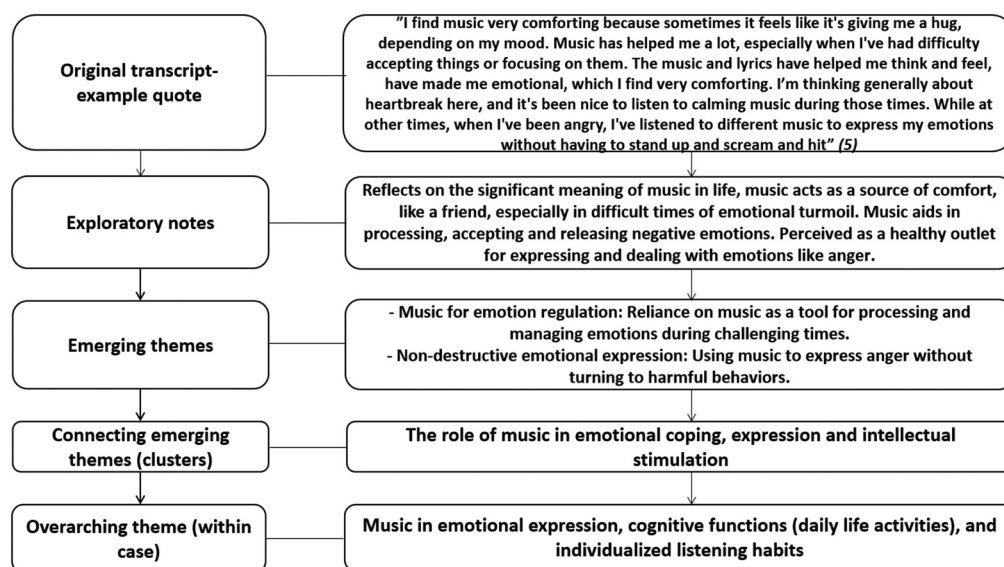 Original transcript-
example quote
”I find music very comforting because sometimes it feels like it's giving me a hug,
depending on my mood. Music has helped me a lot, especially when I've had difficulty
accepting things or focusing on them. The music and lyrics have helped me think and feel,
have made me emotional, which I find very comforting. I’m thinking generally about
heartbreak here, and it's been nice to listen to calming music during those times. While at
other times, when I've been angry, I've listened to different music to express my emotions
without having to stand up and scream and hit” (5)
Exploratory notes
Reflects on the significant meaning of music in life, music acts as a source of comfort,
like a friend, especially in difficult times of emotional turmoil. Music aids in
processing, accepting and releasing negative emotions. Perceived as a healthy outlet
for expressing and dealing with emotions like anger.
Emerging themes
- Music for emotion regulation: Reliance on music as a tool for processing and
managing emotions during challenging times.
- Non-destructive emotional expression: Using music to express anger without
turning to harmful behaviors.
Connecting emerging
themes (clusters)
The role of music in emotional coping, expression and intellectual
stimulation
Overarching theme (within
case)
Music in emotional expression, cognitive functions (daily life activities), and
individualized listening habits